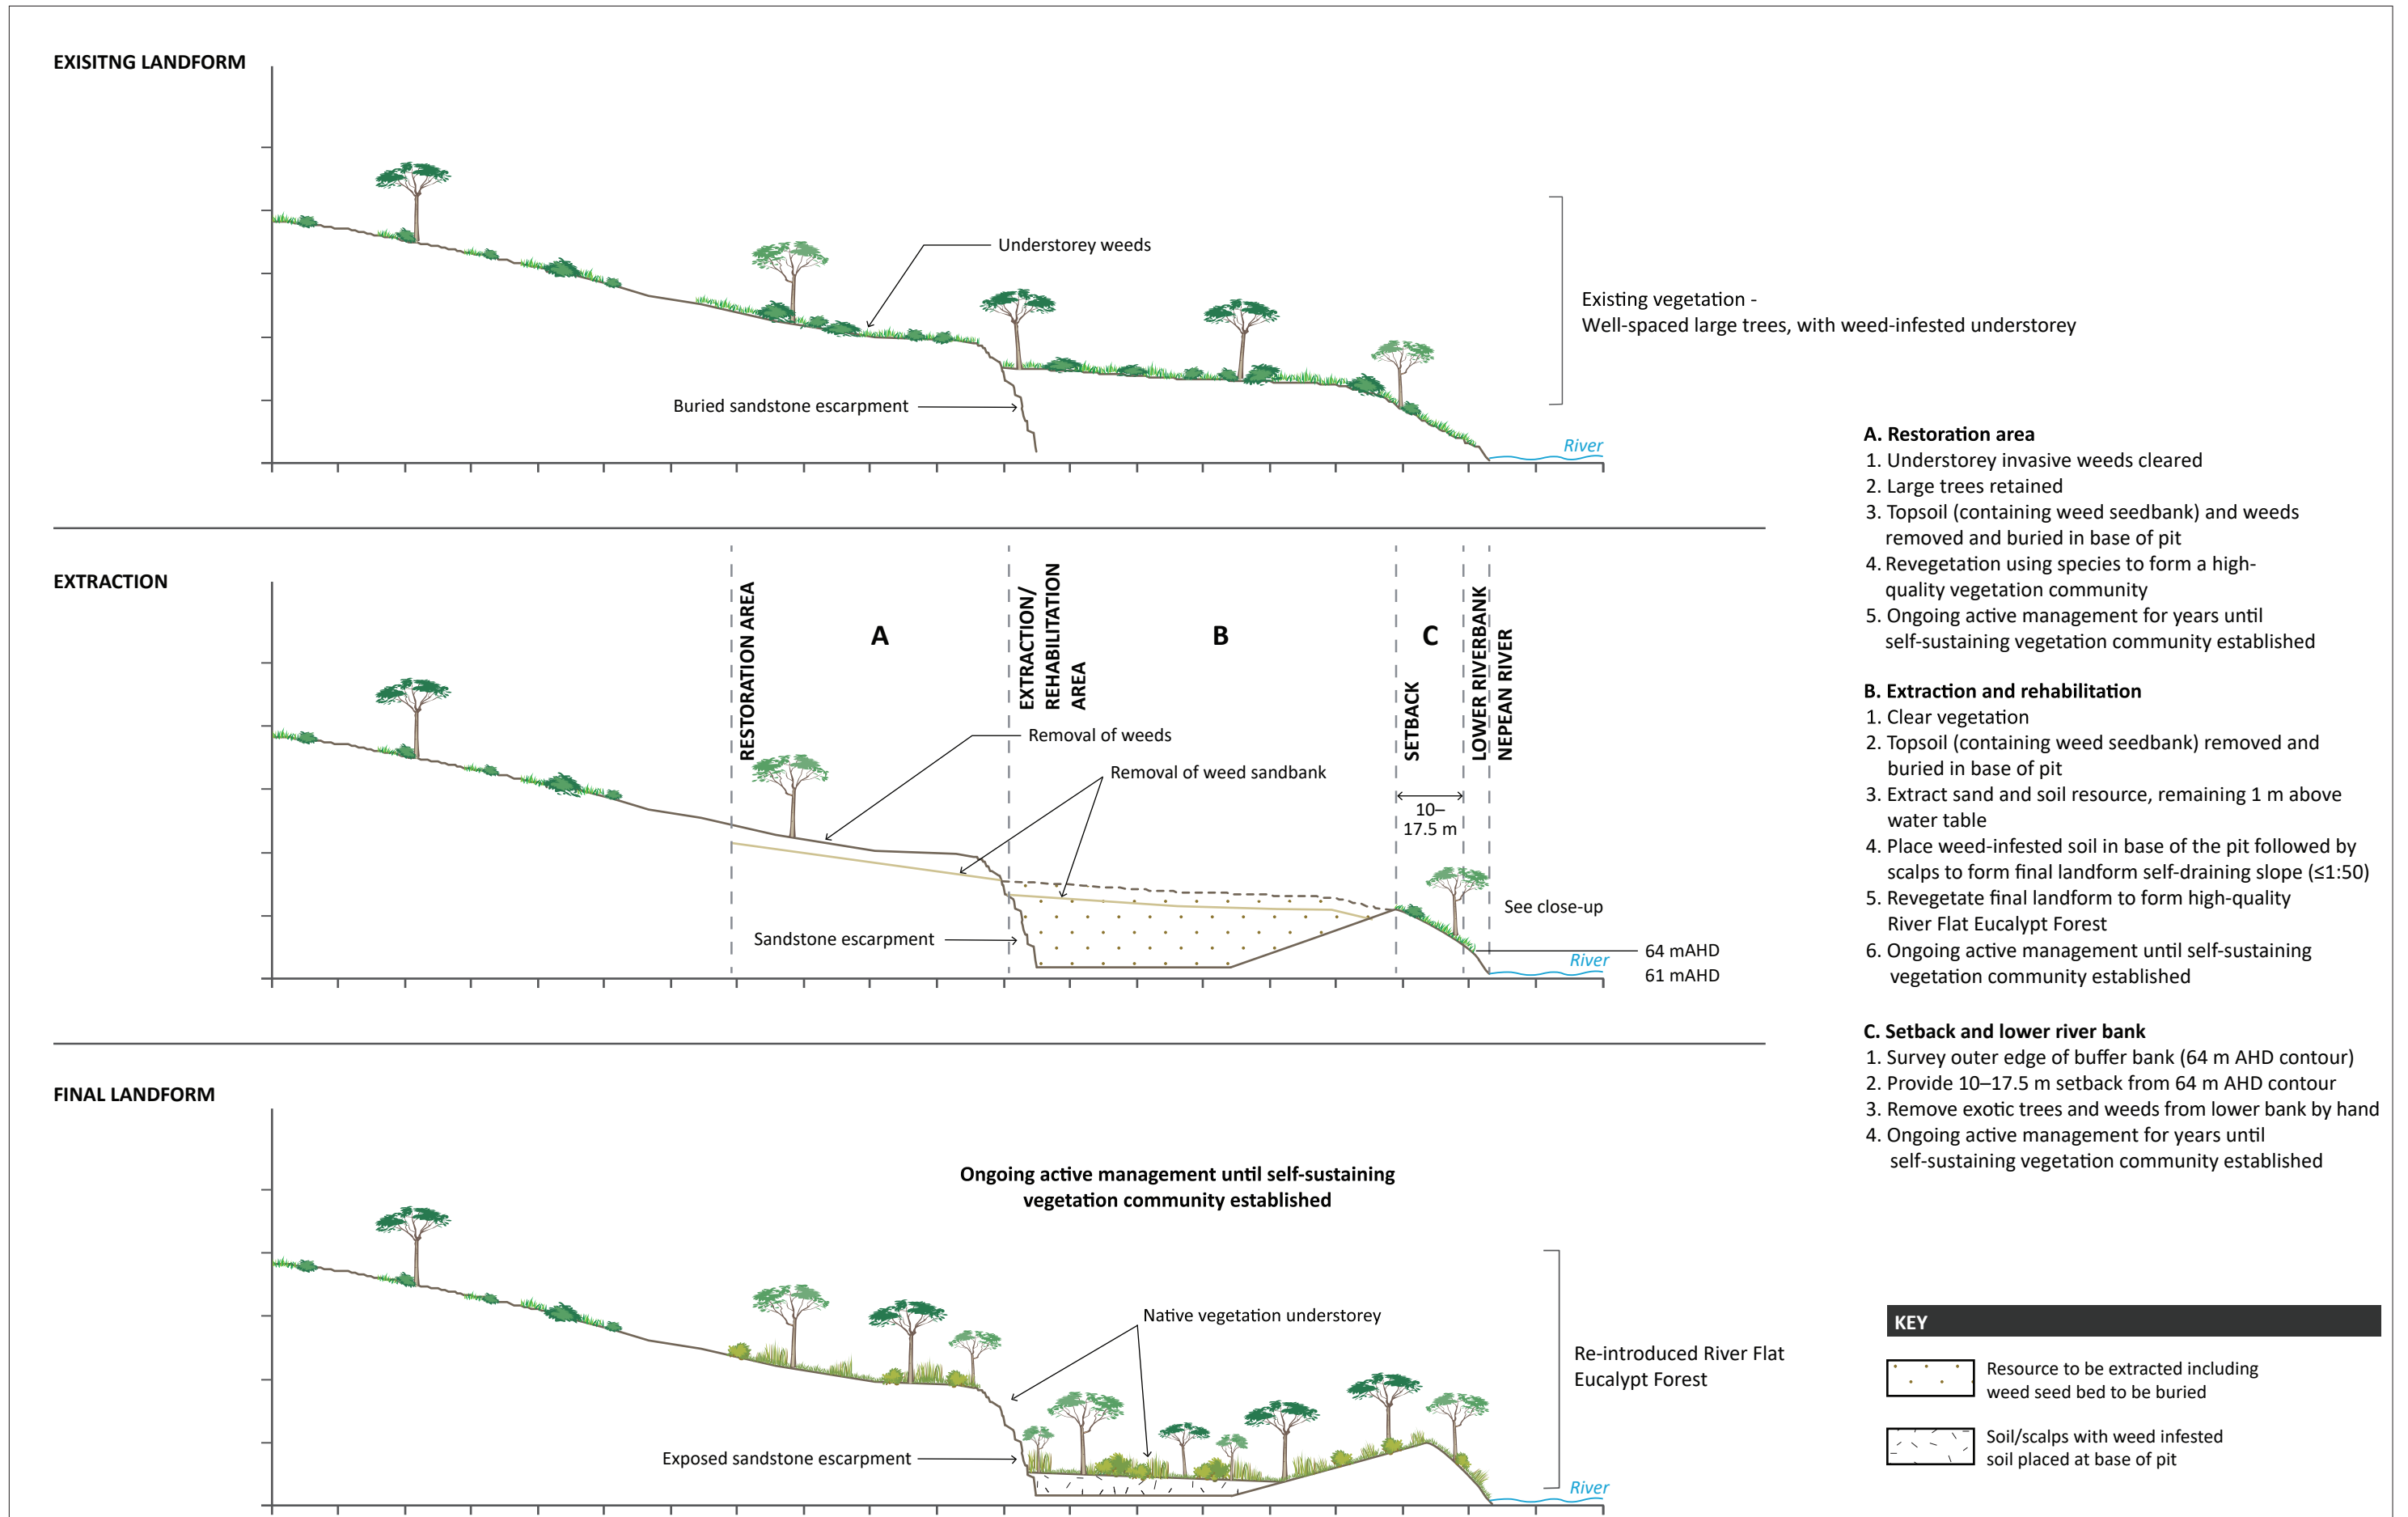 EXISITNG LANDFORM
Understorey weeds
Existing vegetation -
Well-spaced large trees, with weed-infested understorey
Buried sandstone escarpment
River
EXTRACTION
RESTORATION AREA
A
EXTRACTION/
REHABILITATION
AREA
B
SETBACK
C
LOWER RIVERBANK
NEPEAN RIVER
Removal of weeds
Removal of weed sandbank
10–
17.5 m
See close-up
Sandstone escarpment
64 mAHD
River
61 mAHD
FINAL LANDFORM
Ongoing active management until self-sustaining
vegetation community established
Native vegetation understorey
Re-introduced River Flat
Eucalypt Forest
Exposed sandstone escarpment
River
A. Restoration area
1. Understorey invasive weeds cleared
2. Large trees retained
3. Topsoil (containing weed seedbank) and weeds
removed and buried in base of pit
4. Revegetation using species to form a high-
quality vegetation community
5. Ongoing active management for years until
self-sustaining vegetation community established
B. Extraction and rehabilitation
1. Clear vegetation
2. Topsoil (containing weed seedbank) removed and
buried in base of pit
3. Extract sand and soil resource, remaining 1 m above
water table
4. Place weed-infested soil in base of the pit followed by
scalps to form final landform self-draining slope (≤1:50)
5. Revegetate final landform to form high-quality
River Flat Eucalypt Forest
6. Ongoing active management until self-sustaining
vegetation community established
C. Setback and lower river bank
1. Survey outer edge of buffer bank (64 m AHD contour)
2. Provide 10–17.5 m setback from 64 m AHD contour
3. Remove exotic trees and weeds from lower bank by hand
4. Ongoing active management for years until
self-sustaining vegetation community established
KEY
Resource to be extracted including
weed seed bed to be buried
Soil/scalps with weed infested
soil placed at base of pit